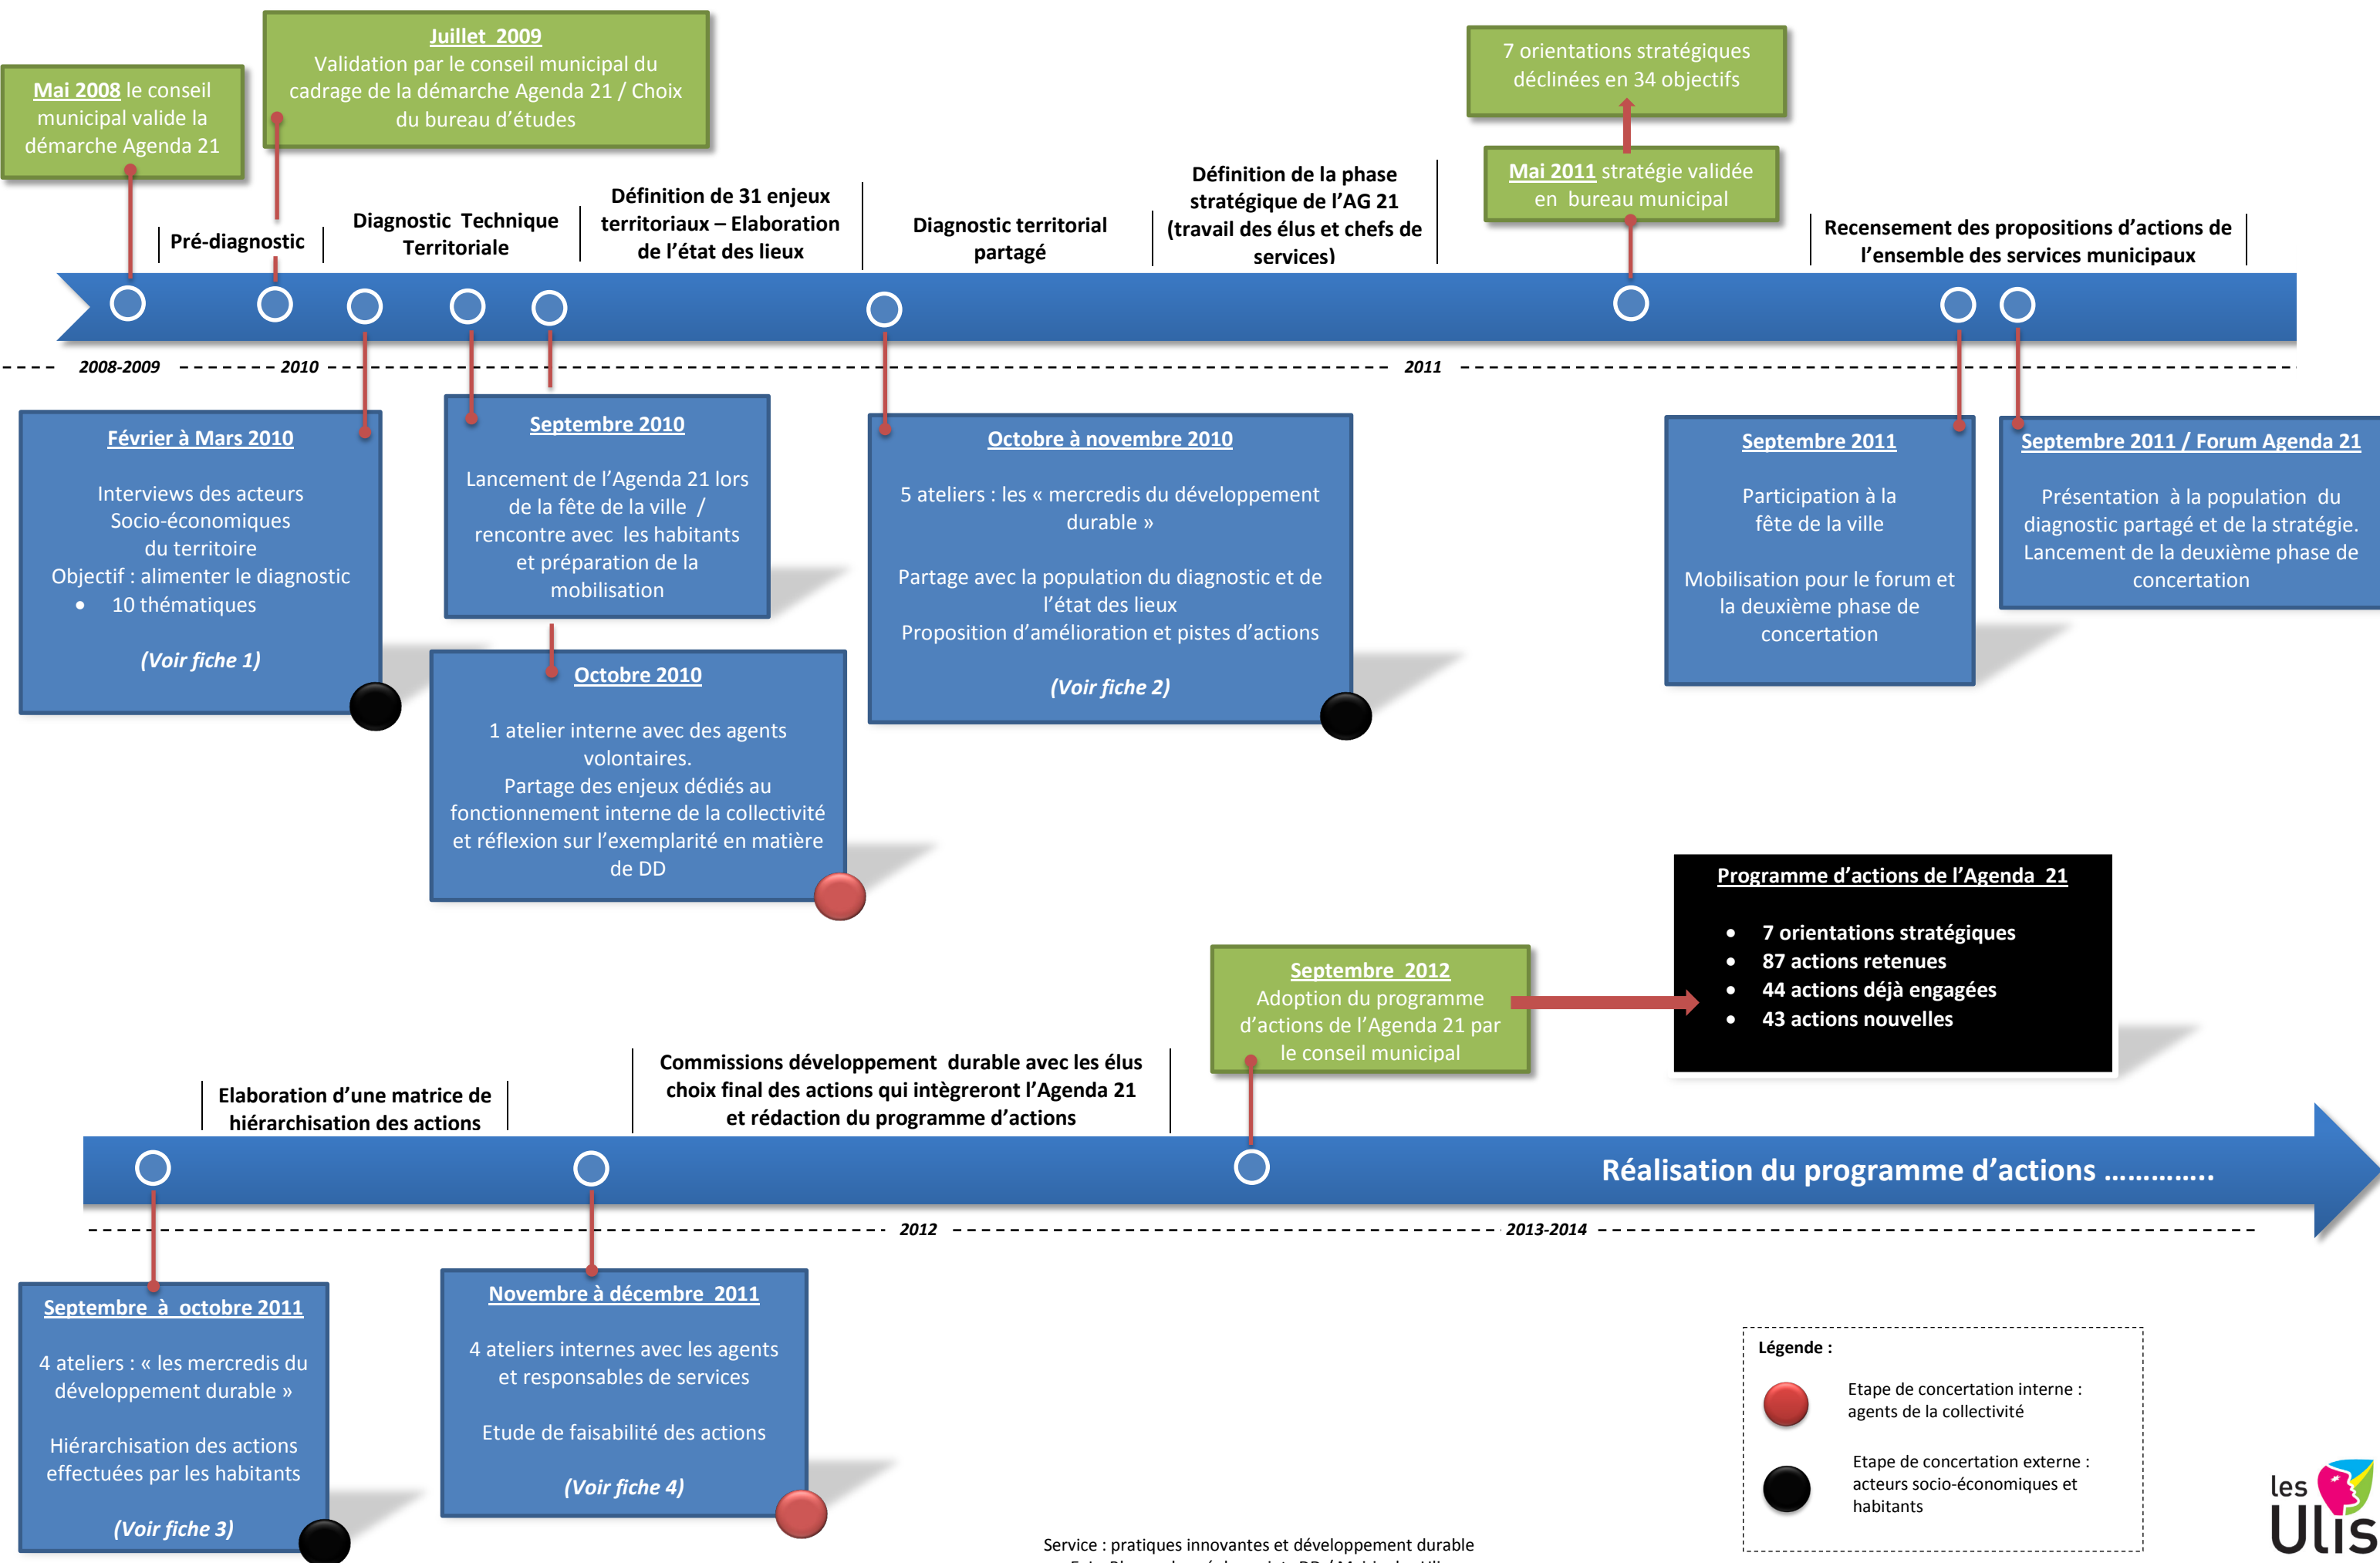 Mai 2008 le conseil
municipal valide la
démarche Agenda 21
Juillet 2009
Validation par le conseil municipal du
cadrage de la démarche Agenda 21 / Choix
du bureau d’études
7 orientations stratégiques
déclinées en 34 objectifs
Mai 2011 stratégie validée
en bureau municipal
Pré-diagnostic
Diagnostic Technique
Territoriale
Définition de 31 enjeux
territoriaux – Elaboration
de l’état des lieux
Diagnostic territorial
partagé
Définition de la phase
stratégique de l’AG 21
(travail des élus et chefs de
services)
Recensement des propositions d’actions de
l’ensemble des services municipaux
2008-2009
2010
2011
Février à Mars 2010
Interviews des acteurs
Socio-économiques
du territoire
Objectif : alimenter le diagnostic
• 10 thématiques
(Voir fiche 1)
Septembre 2010
Lancement de l’Agenda 21 lors
de la fête de la ville /
rencontre avec les habitants
et préparation de la
mobilisation
Octobre 2010
1 atelier interne avec des agents
volontaires.
Partage des enjeux dédiés au
fonctionnement interne de la collectivité
et réflexion sur l’exemplarité en matière
de DD
Octobre à novembre 2010
5 ateliers : les « mercredis du développement
durable »
Partage avec la population du diagnostic et de
l’état des lieux
Proposition d’amélioration et pistes d’actions
(Voir fiche 2)
Septembre 2011
Participation à la
fête de la ville
Mobilisation pour le forum et
la deuxième phase de
concertation
Septembre 2011 / Forum Agenda 21
Présentation à la population du
diagnostic partagé et de la stratégie.
Lancement de la deuxième phase de
concertation
Programme d’actions de l’Agenda 21
• 7 orientations stratégiques
• 87 actions retenues
• 44 actions déjà engagées
• 43 actions nouvelles
Septembre 2012
Adoption du programme
d’actions de l’Agenda 21 par
le conseil municipal
Elaboration d’une matrice de
hiérarchisation des actions
Commissions développement durable avec les élus
choix final des actions qui intègreront l’Agenda 21
et rédaction du programme d’actions
Réalisation du programme d’actions …………..
2012
2013-2014
Septembre à octobre 2011
4 ateliers : « les mercredis du
développement durable »
Hiérarchisation des actions
effectuées par les habitants
(Voir fiche 3)
Novembre à décembre 2011
4 ateliers internes avec les agents
et responsables de services
Etude de faisabilité des actions
(Voir fiche 4)
Légende :
Etape de concertation interne :
agents de la collectivité
Etape de concertation externe :
acteurs socio-économiques et
habitants
les
Ulis
Service : pratiques innovantes et développement durable